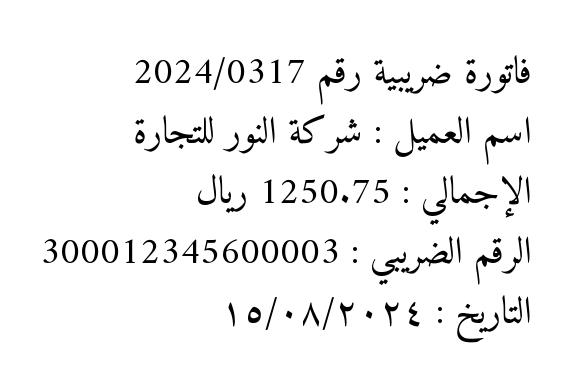 فاتورة ضريبية رقم 2024/0317
اسم العميل : شركة النور للتجارة
الإجمالي : 1250.75 ريال
الرقم الضريبي : 300012345600003
التاريخ : ١٥/٠٨/٢٠٢٤